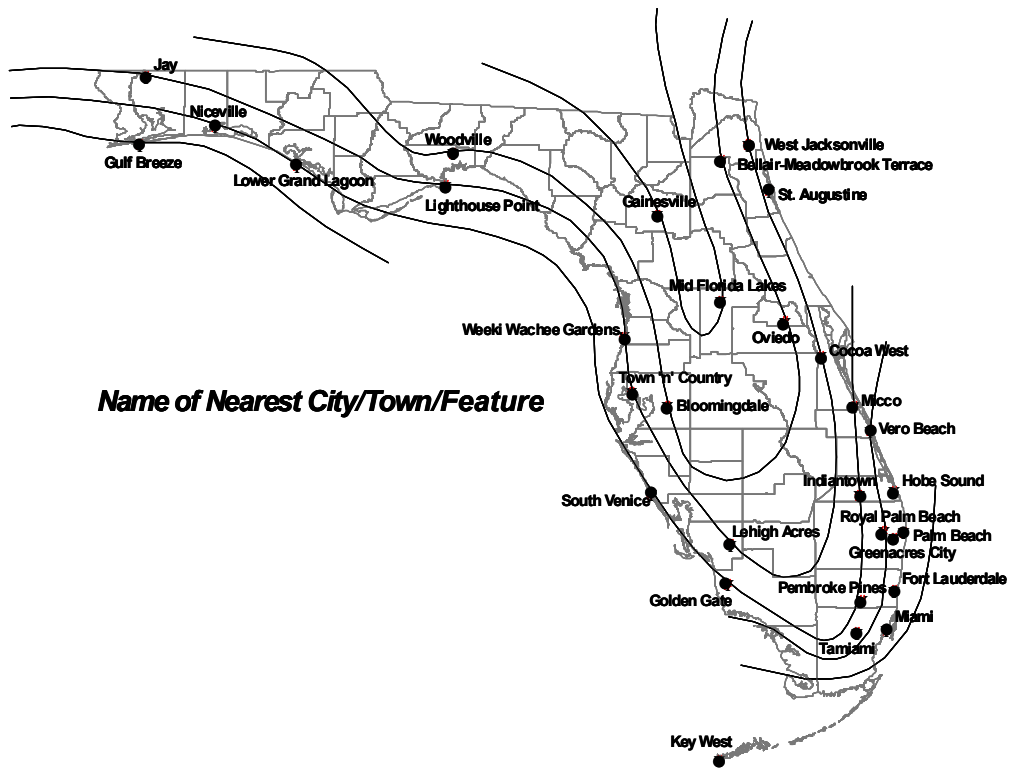 Jay
Niceville
Gulf Breeze
Woodville
Lower Grand Lagoon
Lighthouse Point
West Jacksonville
Bellair-Meadowbrook Terrace
St. Augustine
Gainesville
Mid Florida Lakes
Weeki Wachee Gardens
Oviedo
Cocoa West
Town 'n' Country
Name of Nearest City/Town/Feature
Bloomingdale
Micco
Vero Beach
Indiantown
Hobe Sound
South Venice
Royal Palm Beach
Lehigh Acres
Palm Beach
Greenacres City
Fort Lauderdale
Pembroke Pines
Golden Gate
Miami
Tamiami
Key West